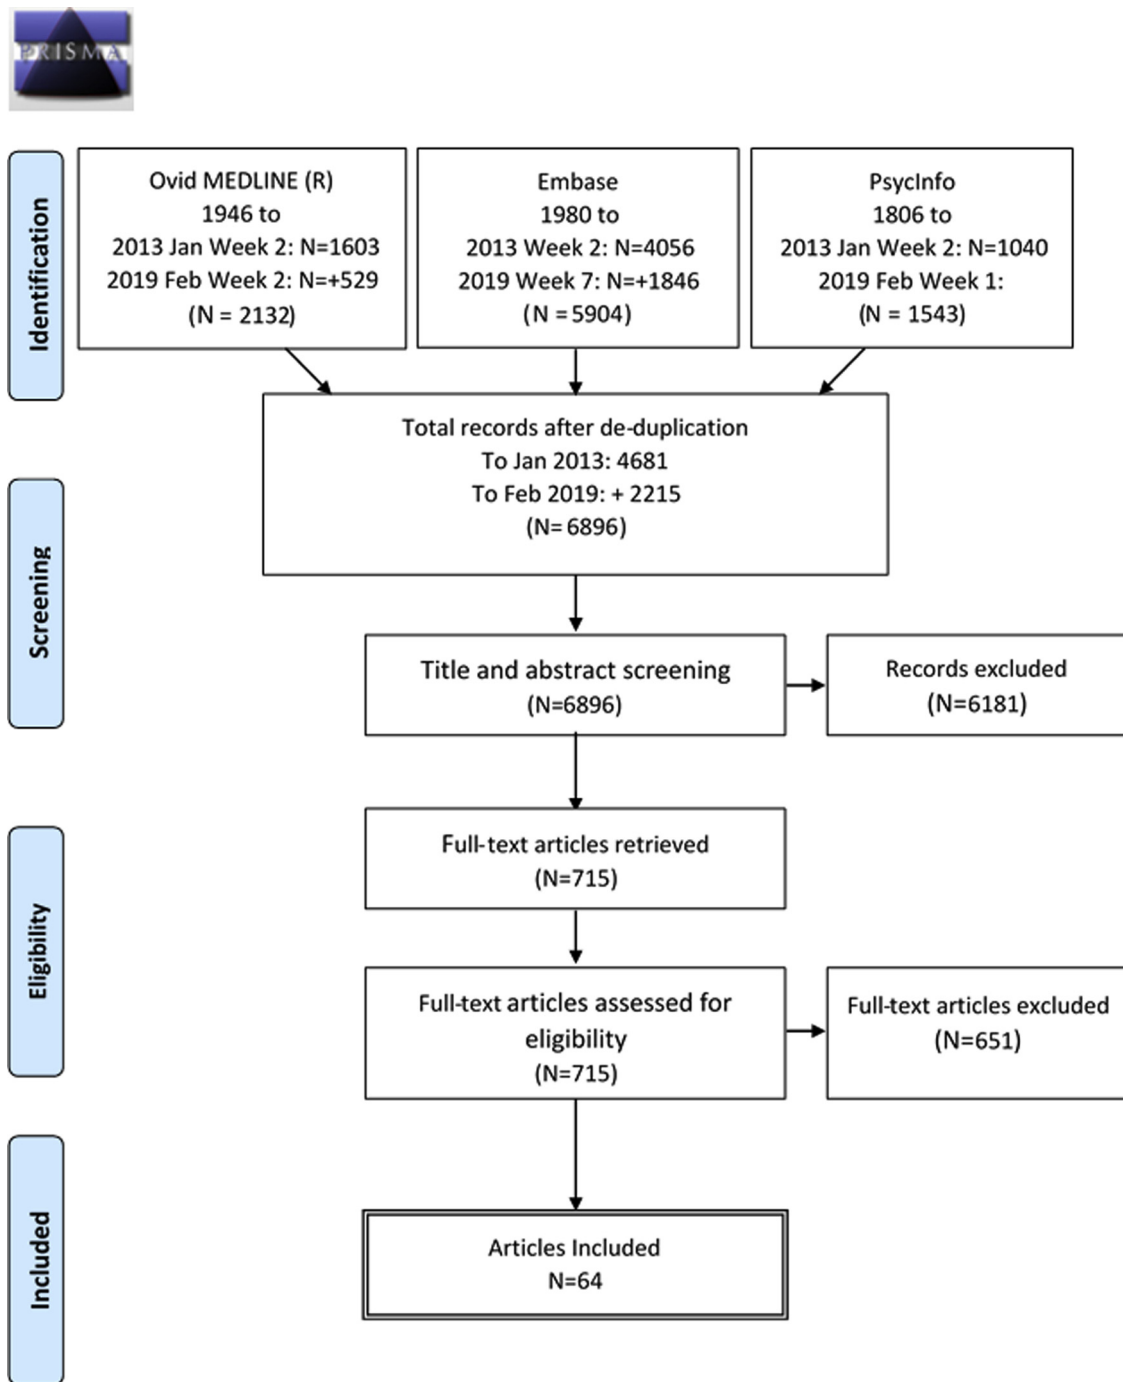 PRISMA
Identification
Ovid MEDLINE (R)
1946 to
2013 Jan Week 2: N=1603
2019 Feb Week 2: N=+529
(N = 2132)
Embase
1980 to
2013 Week 2: N=4056
2019 Week 7: N=+1846
(N = 5904)
PsycInfo
1806 to
2013 Jan Week 2: N=1040
2019 Feb Week 1:
(N = 1543)
Total records after de-duplication
To Jan 2013: 4681
To Feb 2019: + 2215
(N= 6896)
Screening
Title and abstract screening
(N=6896)
Records excluded
(N=6181)
Full-text articles retrieved
(N=715)
Eligibility
Full-text articles assessed for
eligibility
(N=715)
Full-text articles excluded
(N=651)
Included
Articles Included
N=64